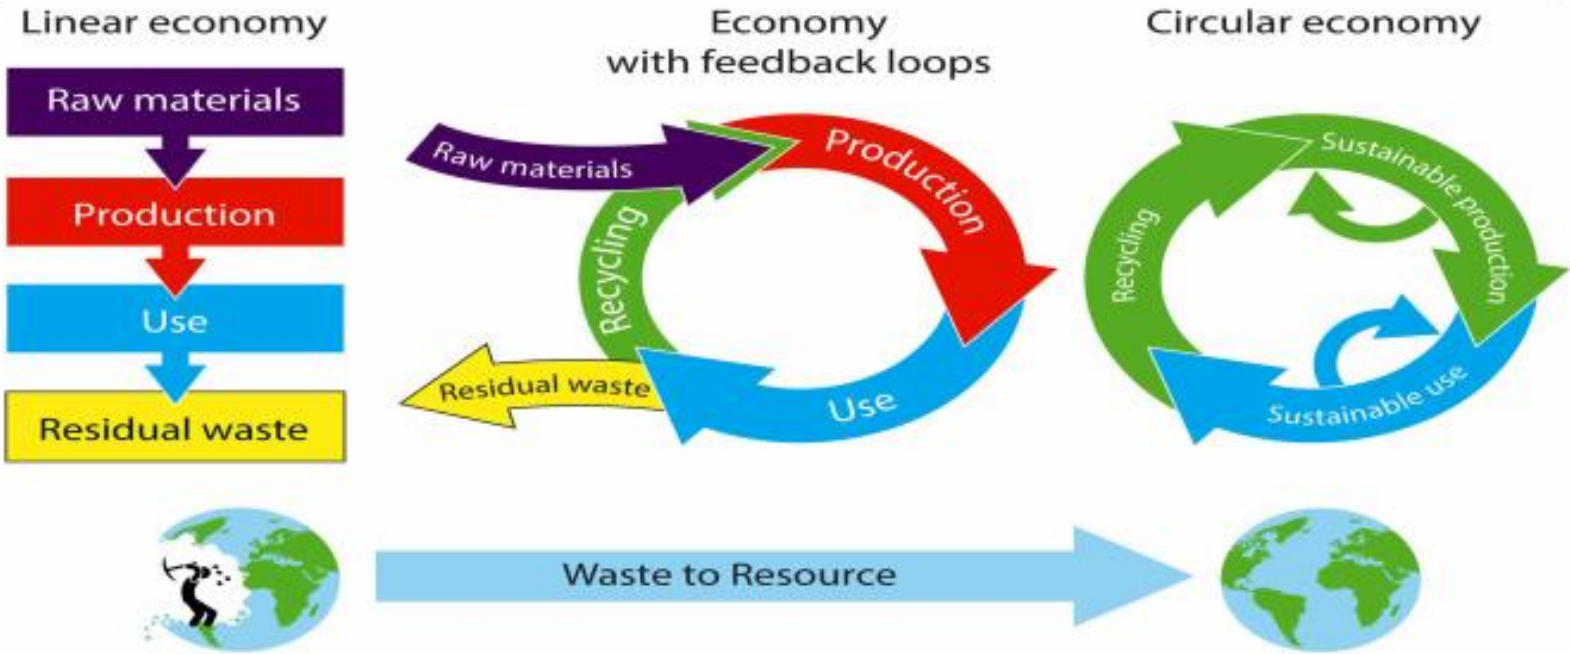 Linear economy
Raw materials
Production
Use
Residual waste
Economy
with feedback loops
Raw materials
Production
Use
Recycling
Residual waste
Circular economy
Sustainable production
Sustainable use
Recycling
Waste to Resource